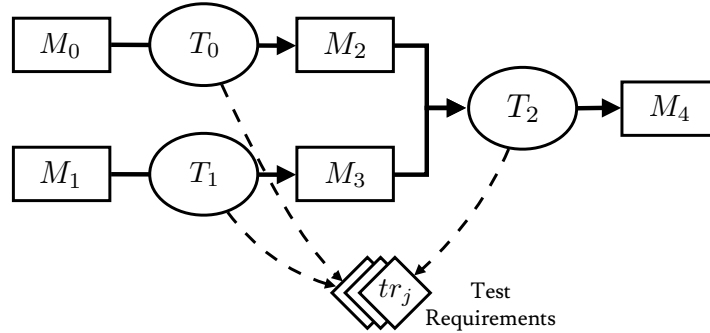 M₀ T₀ M₂
T₂ M₄
M₁ T₁ M₃
trⱼ
Test
Requirements